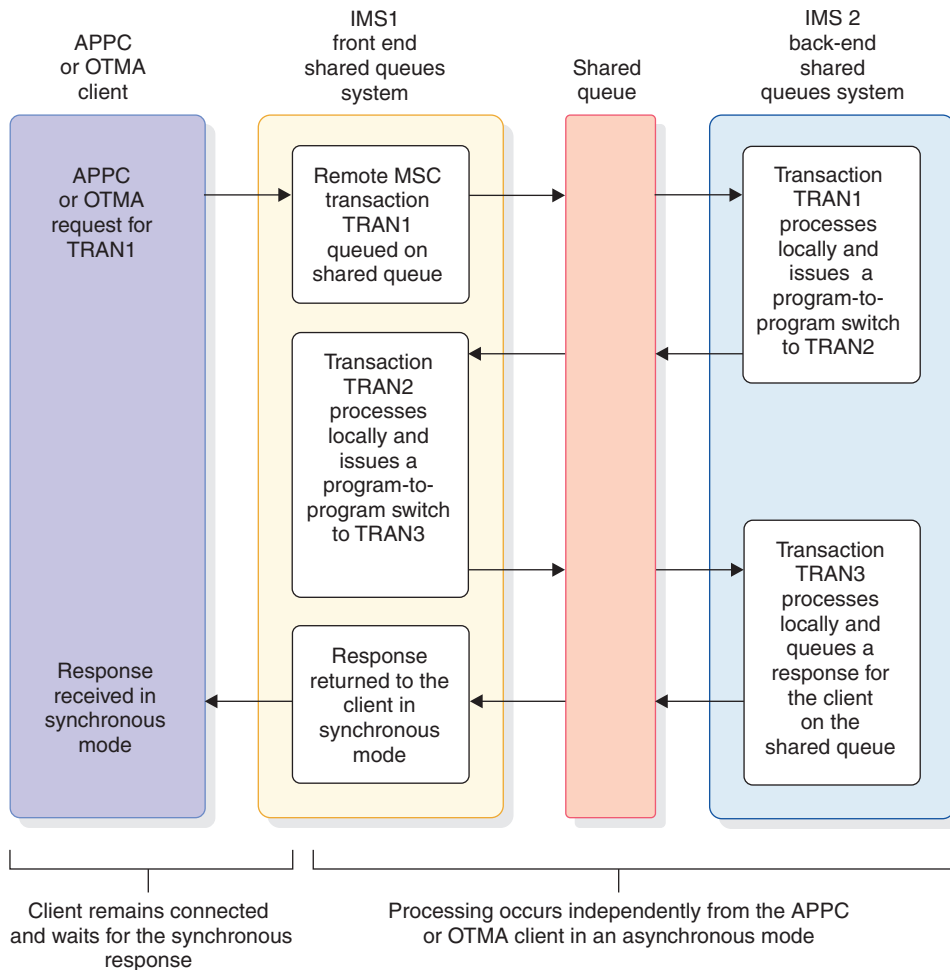 APPC
or OTMA
client
IMS1
front end
shared queues
system
Shared
queue
IMS 2
back-end
shared
queues system
APPC
or OTMA
request for
TRAN1
Remote MSC
transaction
TRAN1
queued on
shared queue
Transaction
TRAN1
processes
locally and
issues a
program-to-
program switch
to TRAN2
Transaction
TRAN2
processes
locally and
issues a
program-to-
program switch
to TRAN3
Transaction
TRAN3
processes
locally and
queues a
response for
the client
on the
shared queue
Response
returned to the
client in
synchronous
mode
Response
received in
synchronous
mode
Client remains connected
and waits for the synchronous
response
Processing occurs independently from the APPC
or OTMA client in an asynchronous mode